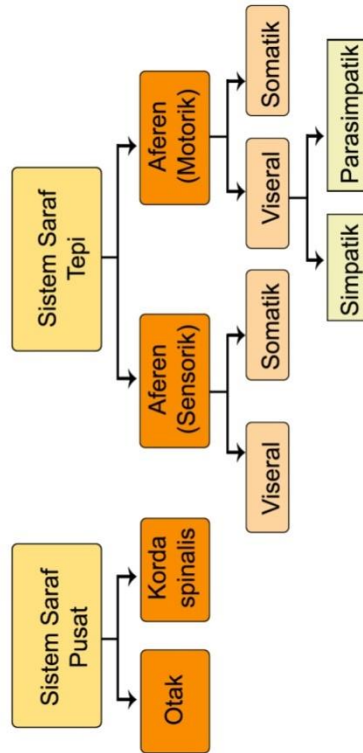 Sistem Saraf
Pusat
Otak
Korda
spinalis
Sistem Saraf
Tepi
Aferen
(Sensorik)
Viseral
Somatik
Aferen
(Motorik)
Viseral
Somatik
Simpatik
Parasimpatik